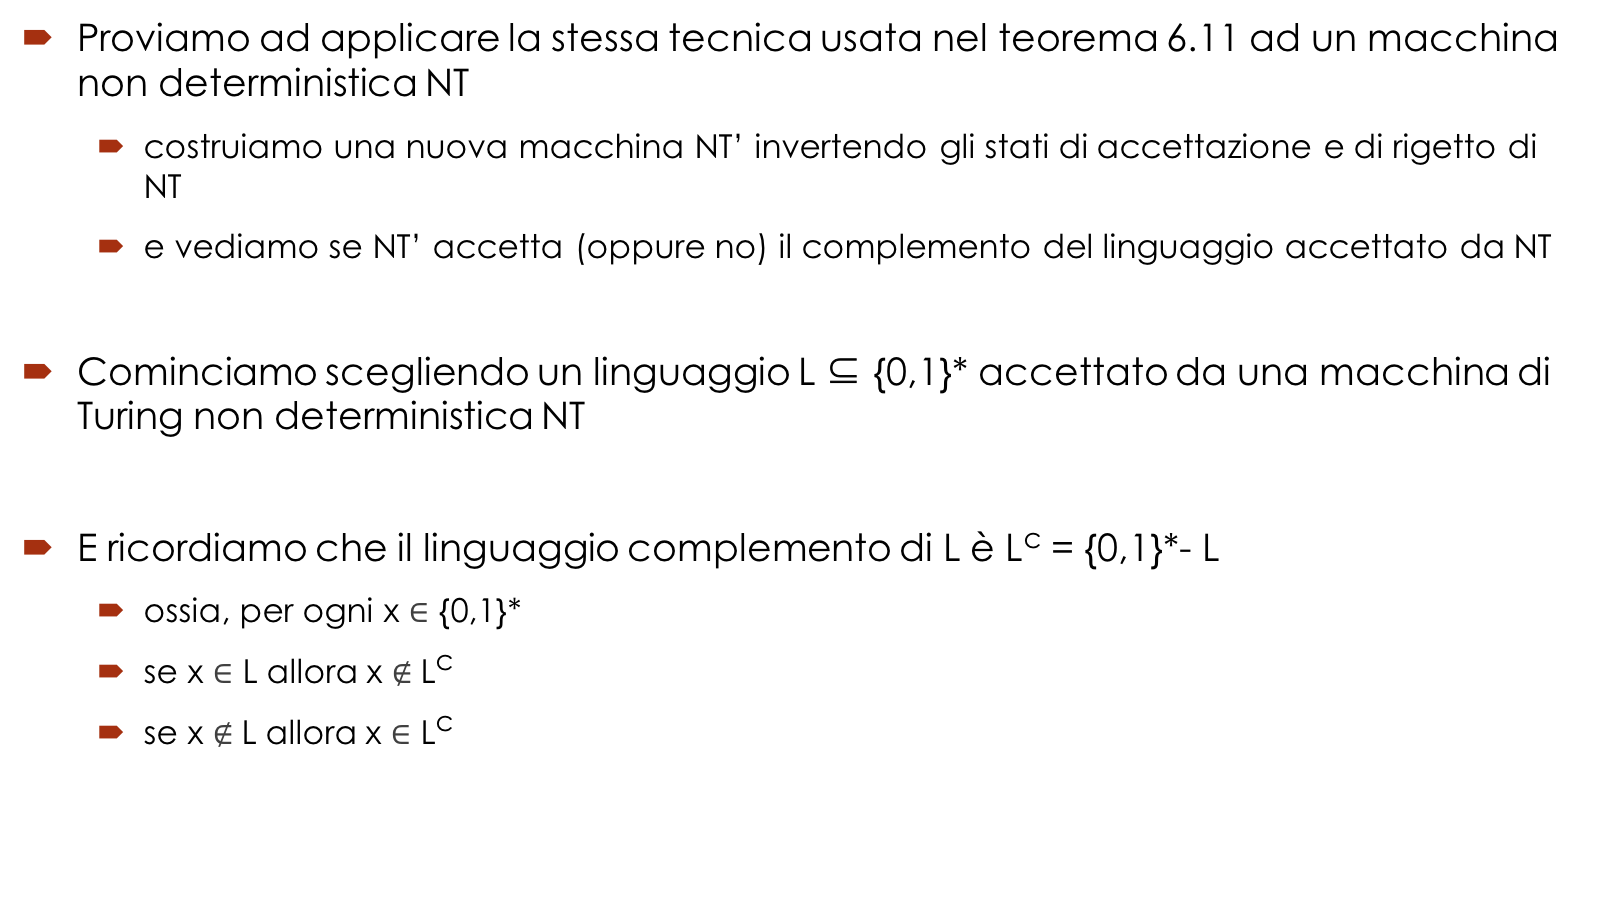 Proviamo ad applicare la stessa tecnica usata nel teorema 6.11 ad un macchina
non deterministica NT
costruiamo una nuova macchina NT’ invertendo gli stati di accettazione e di rigetto di
NT
e vediamo se NT’ accetta (oppure no) il complemento del linguaggio accettato da NT
Cominciamo scegliendo un linguaggio L ⊆ {0,1}* accettato da una macchina di
Turing non deterministica NT
E ricordiamo che il linguaggio complemento di L è Lᶜ = {0,1}*- L
ossia, per ogni x ∈ {0,1}*
se x ∈ L allora x ∉ Lᶜ
se x ∉ L allora x ∈ Lᶜ